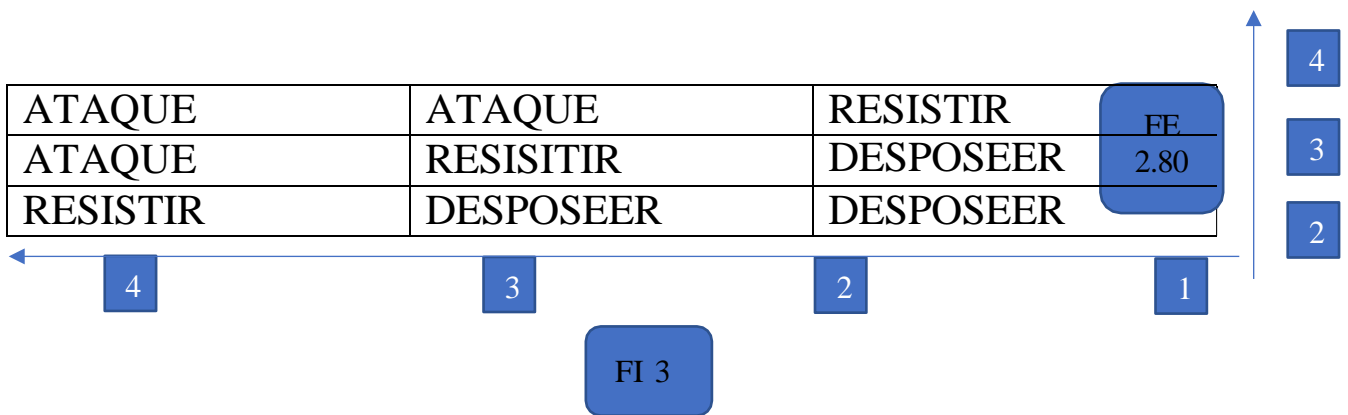 4
ATAQUE ATAQUE RESISTIR FE
ATAQUE RESISITIR DESPOSEER 2.80 3
RESISTIR DESPOSEER DESPOSEER 2
4 3 2 1
FI 3